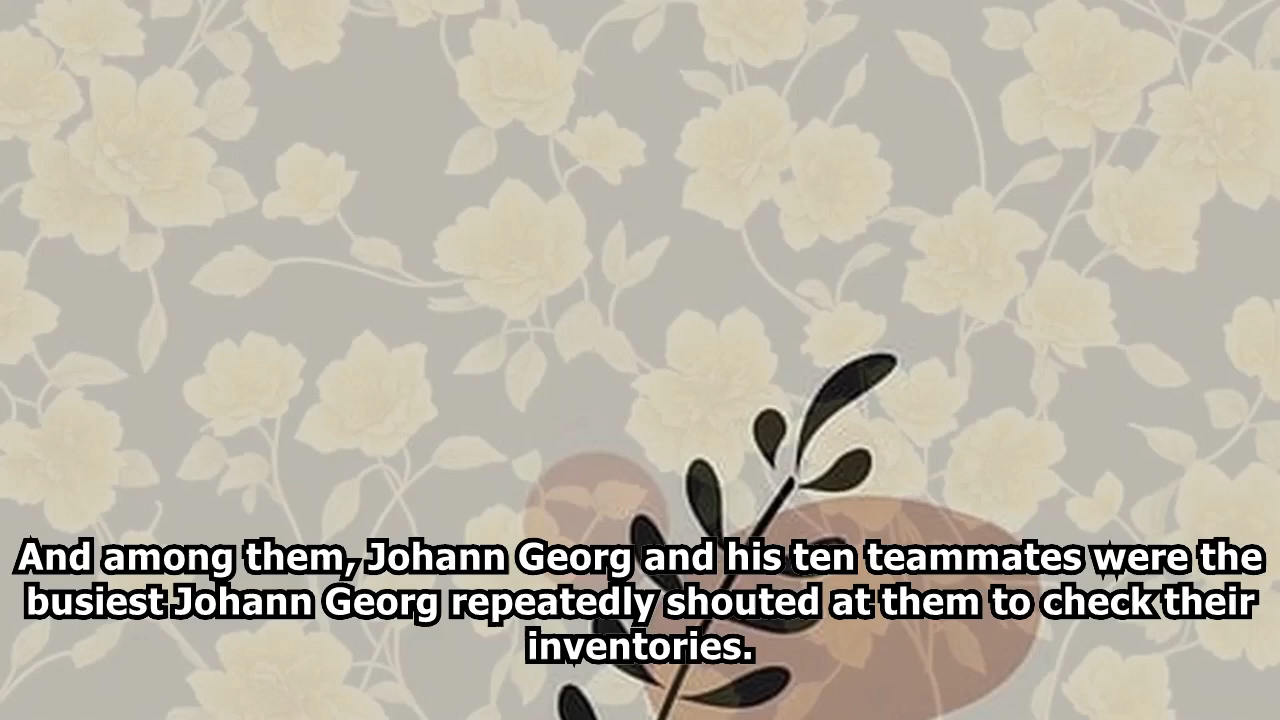 And among them, Johann Georg and his ten teammates were the
busiest Johann Georg repeatedly shouted at them to check their
inventories.